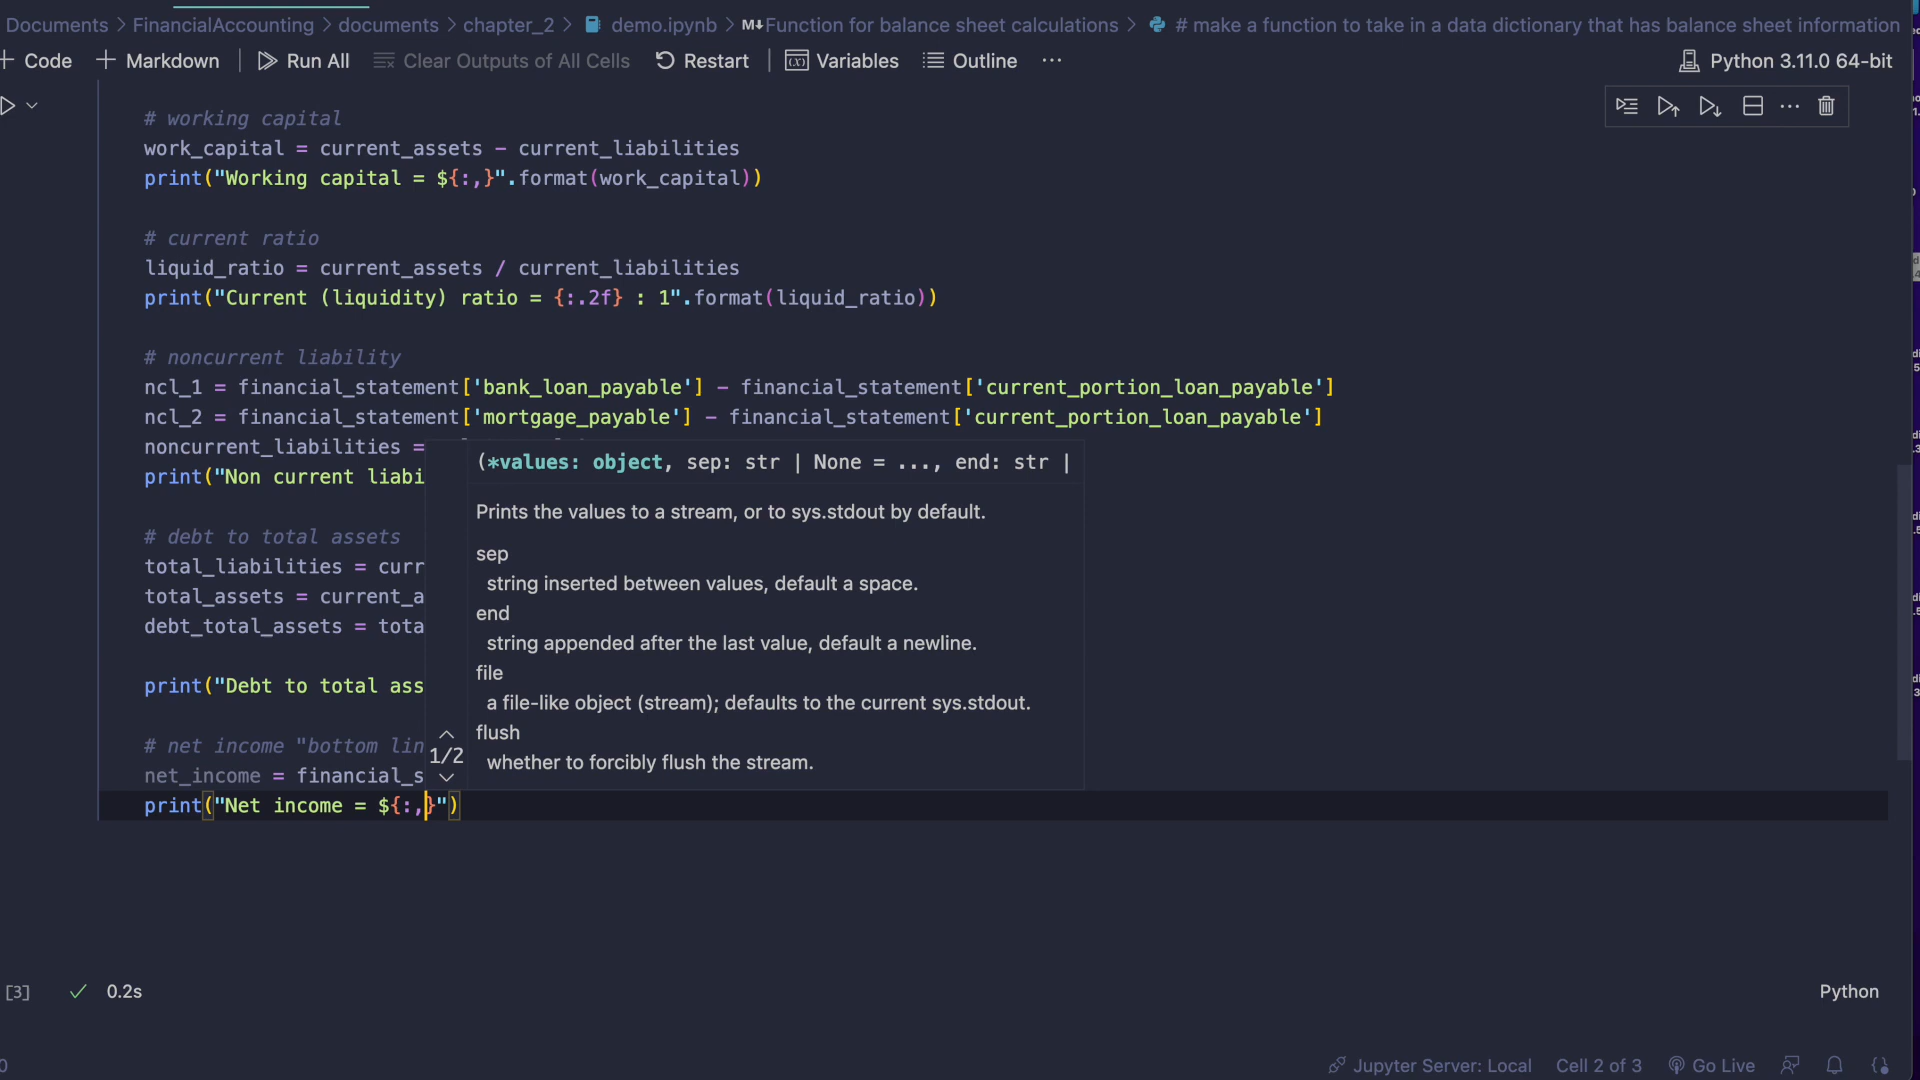 Documents > FinancialAccounting > documents > chapter_2 > demo.ipynb > M↓Function for balance sheet calculations > # make a function to take in a data dictionary that has balance sheet information
+ Code + Markdown | Run All Clear Outputs of All Cells Restart | Variables Outline ··· Python 3.11.0 64-bit
# working capital
work_capital = current_assets - current_liabilities
print("Working capital = ${:,}".format(work_capital))
# current ratio
liquid_ratio = current_assets / current_liabilities
print("Current (liquidity) ratio = {:.2f} : 1".format(liquid_ratio))
# noncurrent liability
ncl_1 = financial_statement['bank_loan_payable'] - financial_statement['current_portion_loan_payable']
ncl_2 = financial_statement['mortgage_payable'] - financial_statement['current_portion_loan_payable']
noncurrent_liabilities =
(*values: object, sep: str | None = ..., end: str |
print("Non current liabi
Prints the values to a stream, or to sys.stdout by default.
# debt to total assets
sep
total_liabilities = curr
string inserted between values, default a space.
total_assets = current_a
end
debt_total_assets = tota
string appended after the last value, default a newline.
file
print("Debt to total ass
a file-like object (stream); defaults to the current sys.stdout.
flush
# net income "bottom lin
1/2
whether to forcibly flush the stream.
net_income = financial_s
print("Net income = ${:,}")
[3] 0.2s Python
Jupyter Server: Local Cell 2 of 3 Go Live